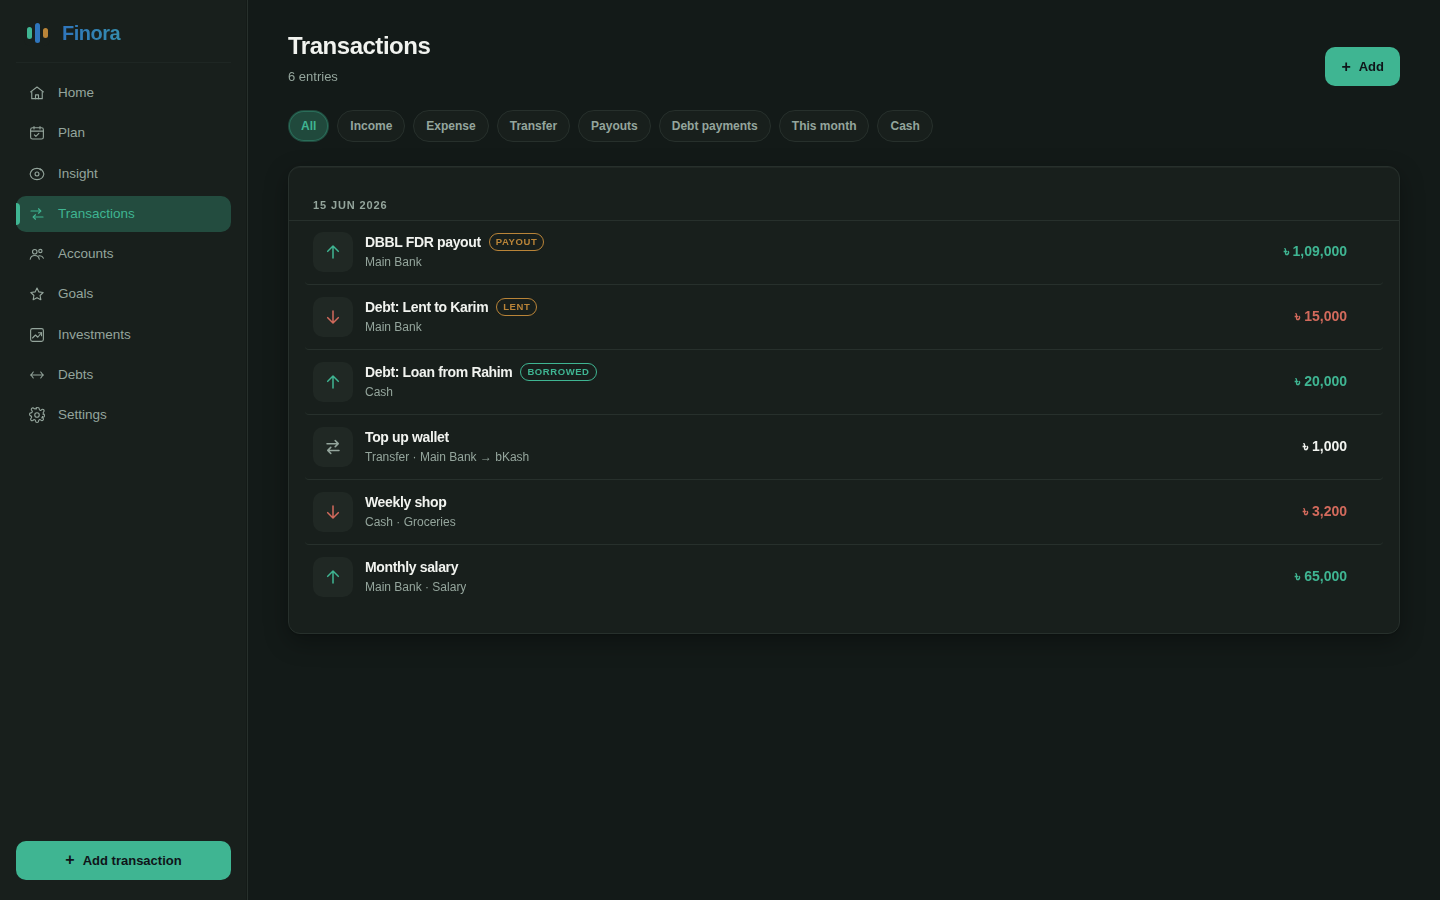 Finora
Home
Plan
Insight
Transactions
Accounts
Goals
Investments
Debts
Settings
+ Add transaction
Transactions
6 entries
+ Add
All
Income
Expense
Transfer
Payouts
Debt payments
This month
Cash
15 JUN 2026
DBBL FDR payout PAYOUT
Main Bank
৳ 1,09,000
Debt: Lent to Karim LENT
Main Bank
৳ 15,000
Debt: Loan from Rahim BORROWED
Cash
৳ 20,000
Top up wallet
Transfer · Main Bank → bKash
৳ 1,000
Weekly shop
Cash · Groceries
৳ 3,200
Monthly salary
Main Bank · Salary
৳ 65,000